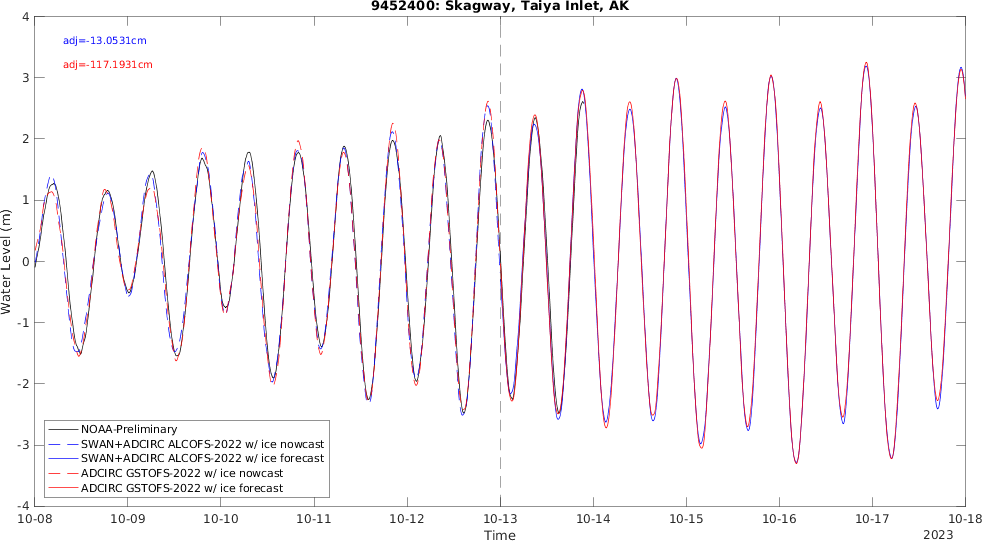 9452400: Skagway, Taiya Inlet, AK
adj=-13.0531cm
adj=-117.1931cm
Water Level (m)
4
3
2
1
0
-1
-2
-3
-4
NOAA-Preliminary
SWAN+ADCIRC ALCOFS-2022 w/ ice nowcast
SWAN+ADCIRC ALCOFS-2022 w/ ice forecast
ADCIRC GSTOFS-2022 w/ ice nowcast
ADCIRC GSTOFS-2022 w/ ice forecast
10-08 10-09 10-10 10-11 10-12 10-13 10-14 10-15 10-16 10-17 10-18
Time
2023